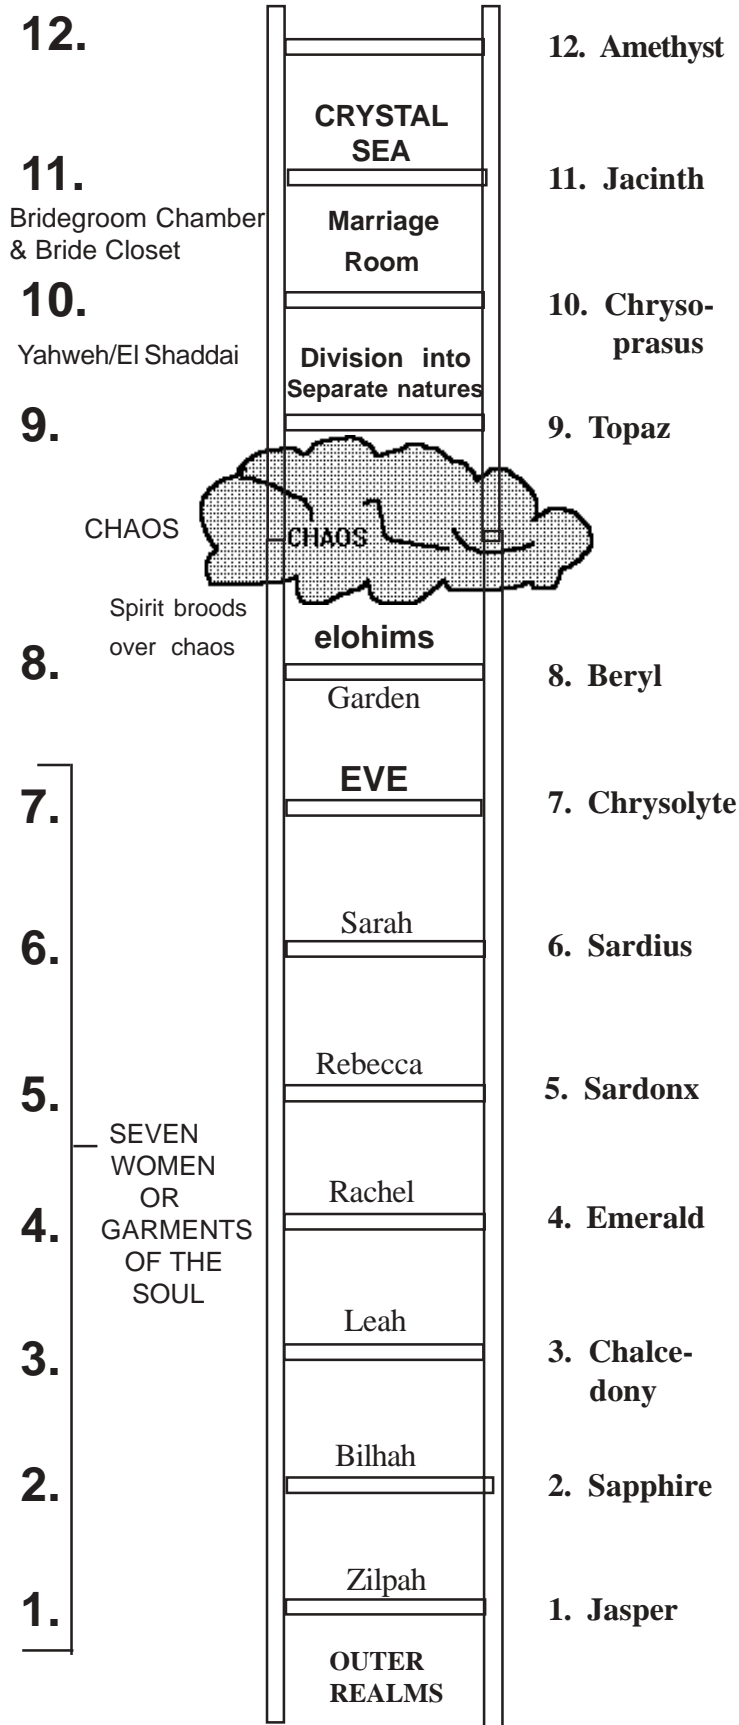 12.
12. Amethyst
CRYSTAL
SEA
11.
11. Jacinth
Bridegroom Chamber
& Bride Closet
Marriage
Room
10.
10. Chryso-
prasus
Yahweh/El Shaddai
Division into
Separate natures
9.
9. Topaz
CHAOS
CHAOS
Spirit broods
over chaos
elohims
8.
8. Beryl
Garden
EVE
7.
7. Chrysolyte
Sarah
6.
6. Sardius
Rebecca
5.
5. Sardonx
SEVEN
WOMEN
OR
GARMENTS
OF THE
SOUL
Rachel
4.
4. Emerald
Leah
3.
3. Chalce-
dony
Bilhah
2.
2. Sapphire
Zilpah
1.
1. Jasper
OUTER
REALMS